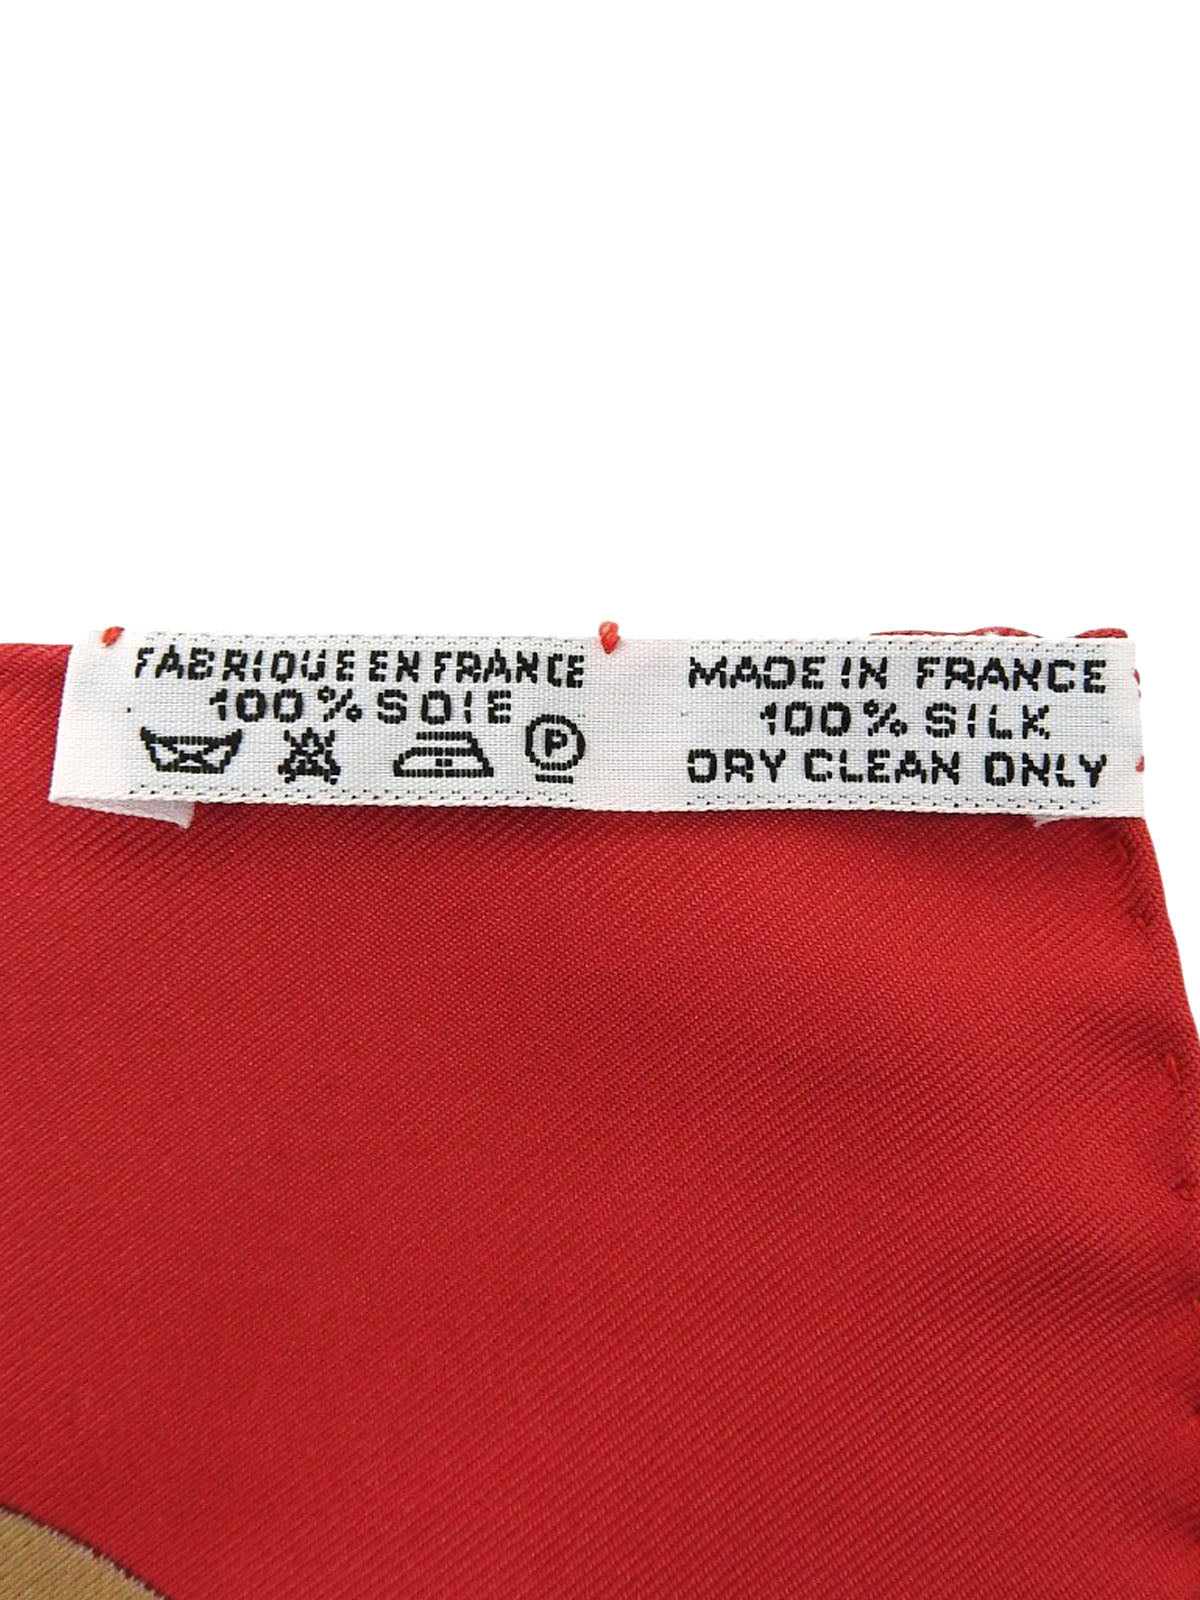 FABRIQUE EN FRANCE
100% SOIE
P
MADE IN FRANCE
100% SILK
DRY CLEAN ONLY